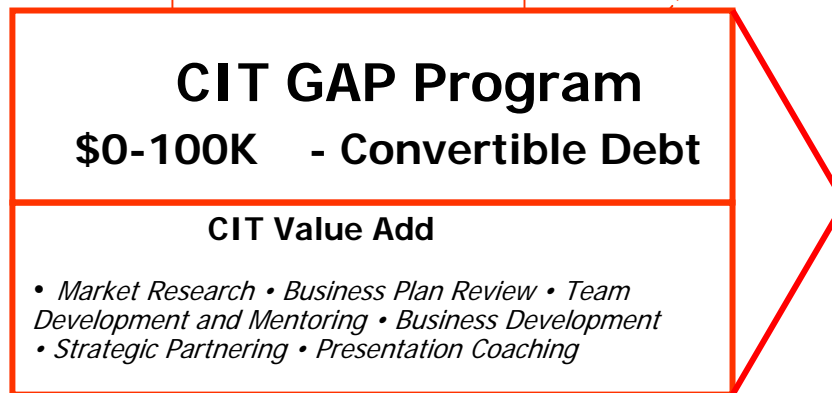 CIT GAP Program
$0-100K - Convertible Debt
CIT Value Add
• Market Research • Business Plan Review • Team
Development and Mentoring • Business Development
• Strategic Partnering • Presentation Coaching